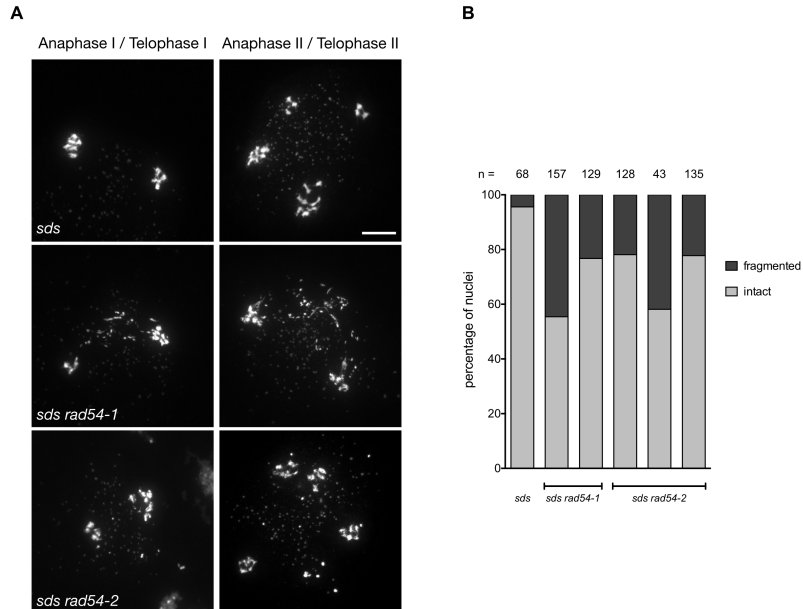 A
B
Anaphase I / Telophase I
Anaphase II / Telophase II
sds
sds rad54-1
sds rad54-2
n = 68 157 129 128 43 135
100
80
60
40
20
0
percentage of nuclei
fragmented
intact
sds
sds rad54-1
sds rad54-2